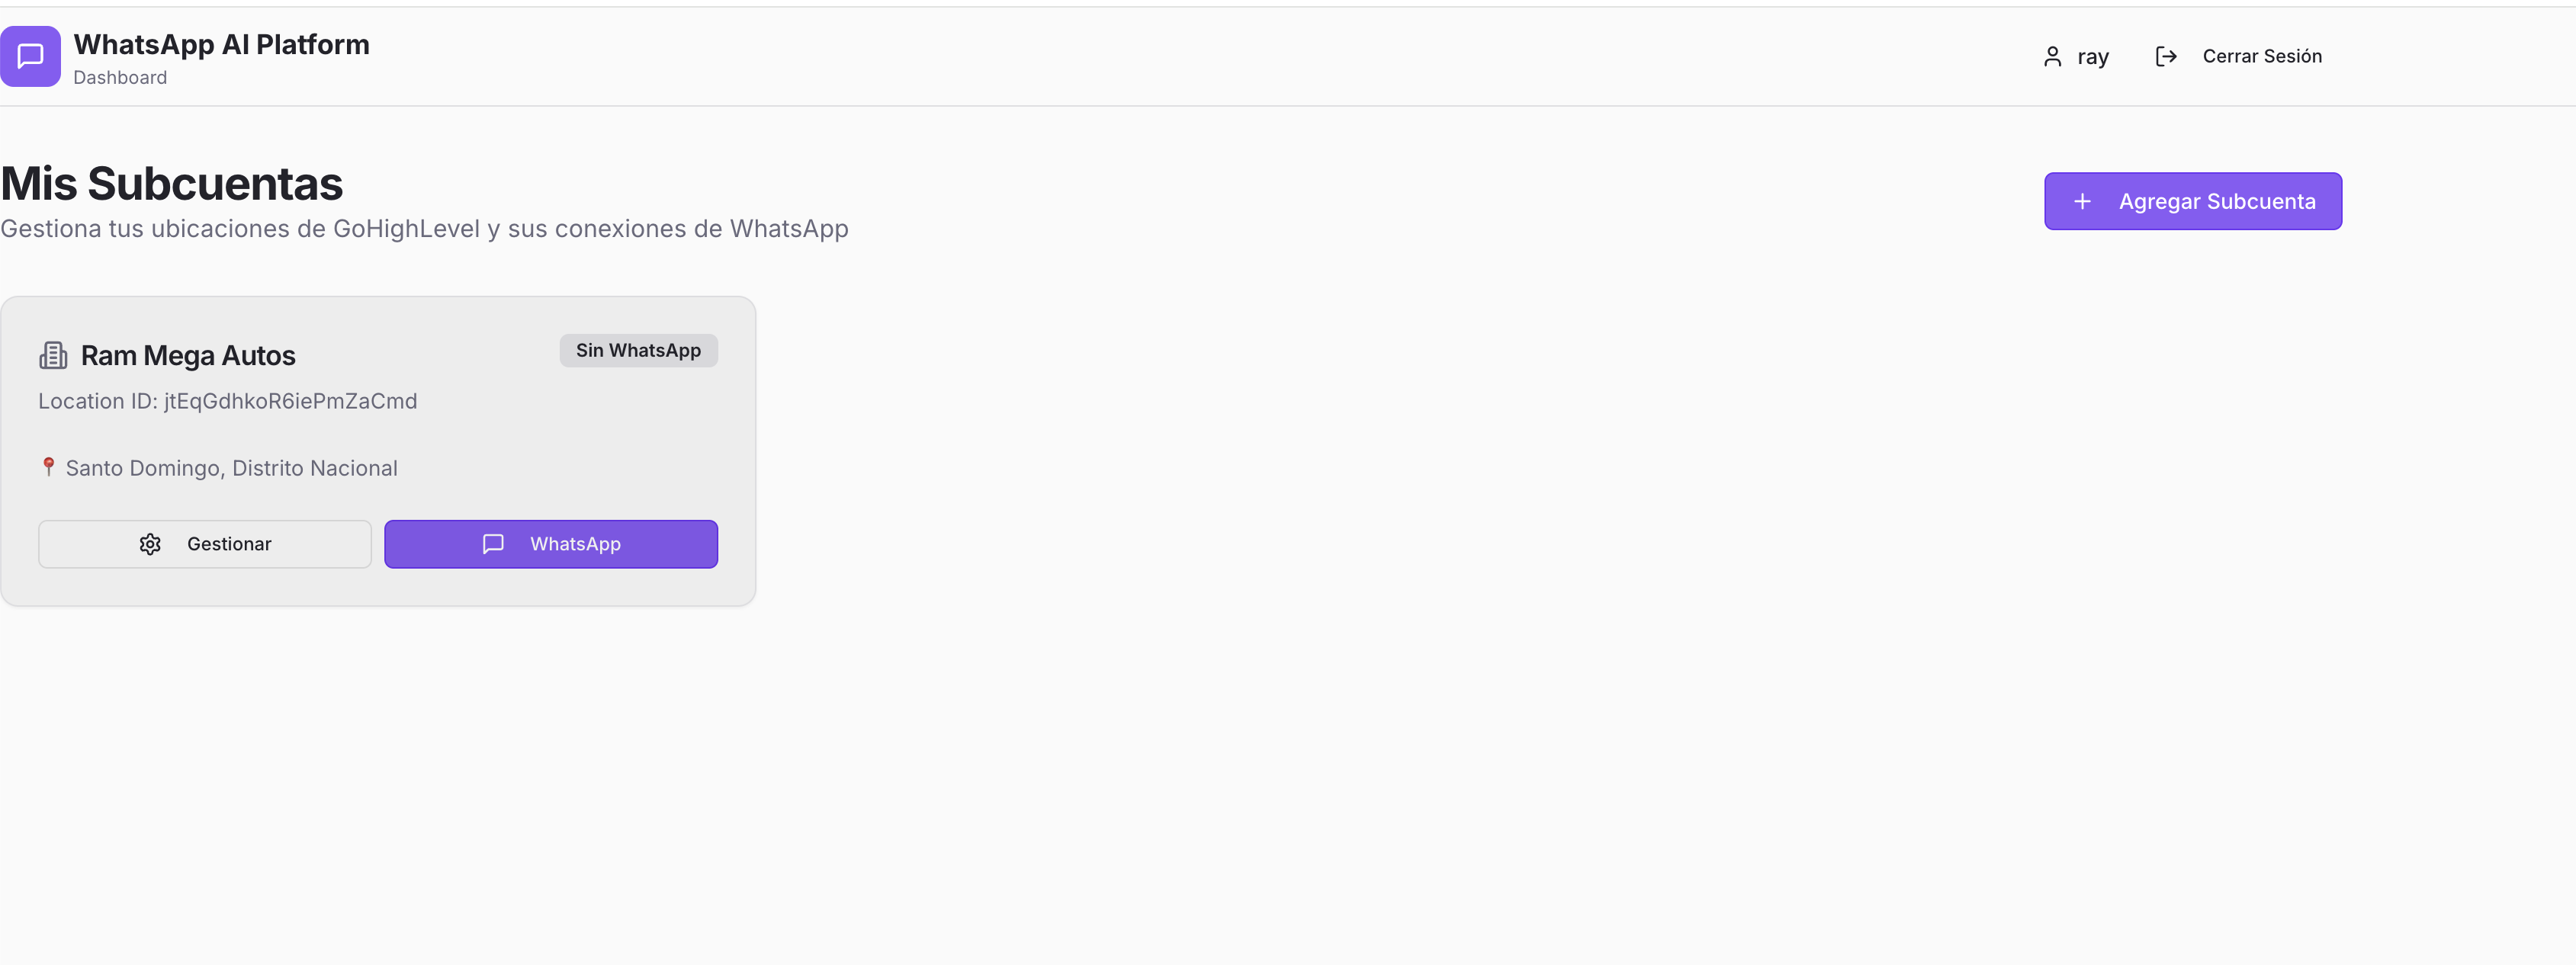 WhatsApp AI Platform
Dashboard
ray
Cerrar Sesión
Mis Subcuentas
Gestiona tus ubicaciones de GoHighLevel y sus conexiones de WhatsApp
Agregar Subcuenta
Ram Mega Autos
Sin WhatsApp
Location ID: jtEqGdhkoR6iePmZaCmd
Santo Domingo, Distrito Nacional
Gestionar
WhatsApp